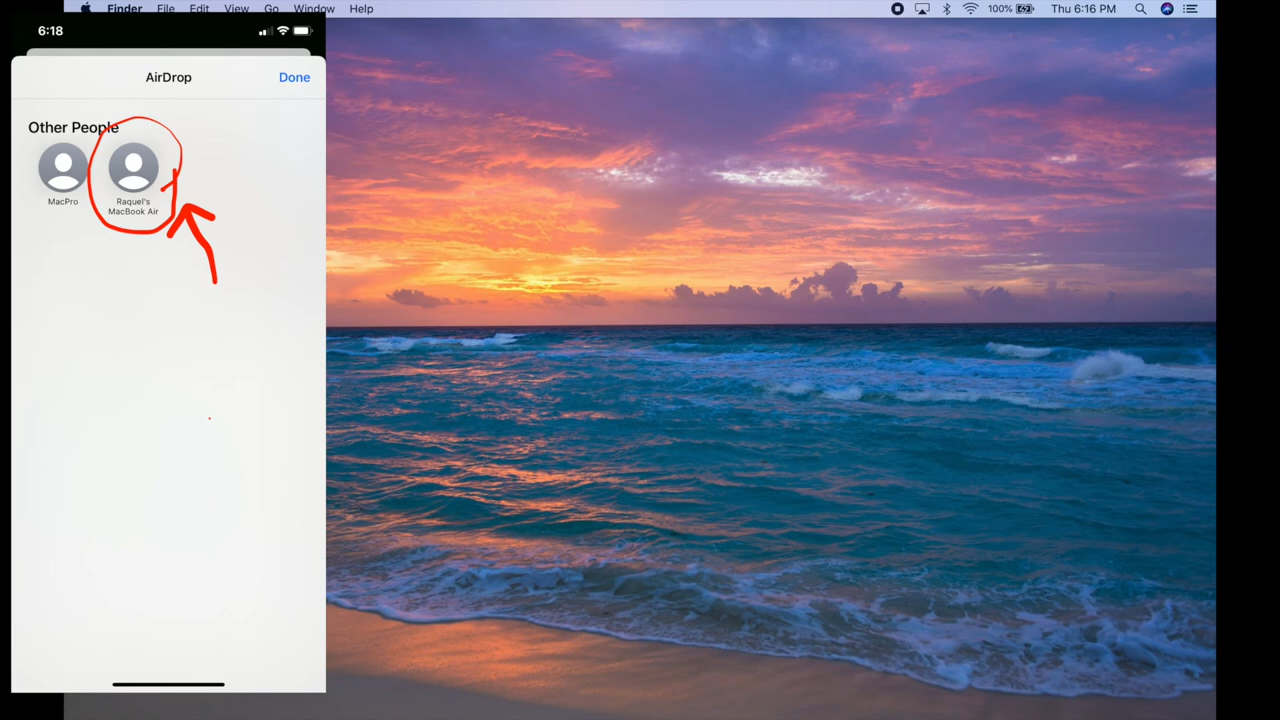 Finder File Edit View Go Window Help 100% Thu 6:16 PM
6:18
AirDrop Done
Other People
MacPro
Raquel's
MacBook Air